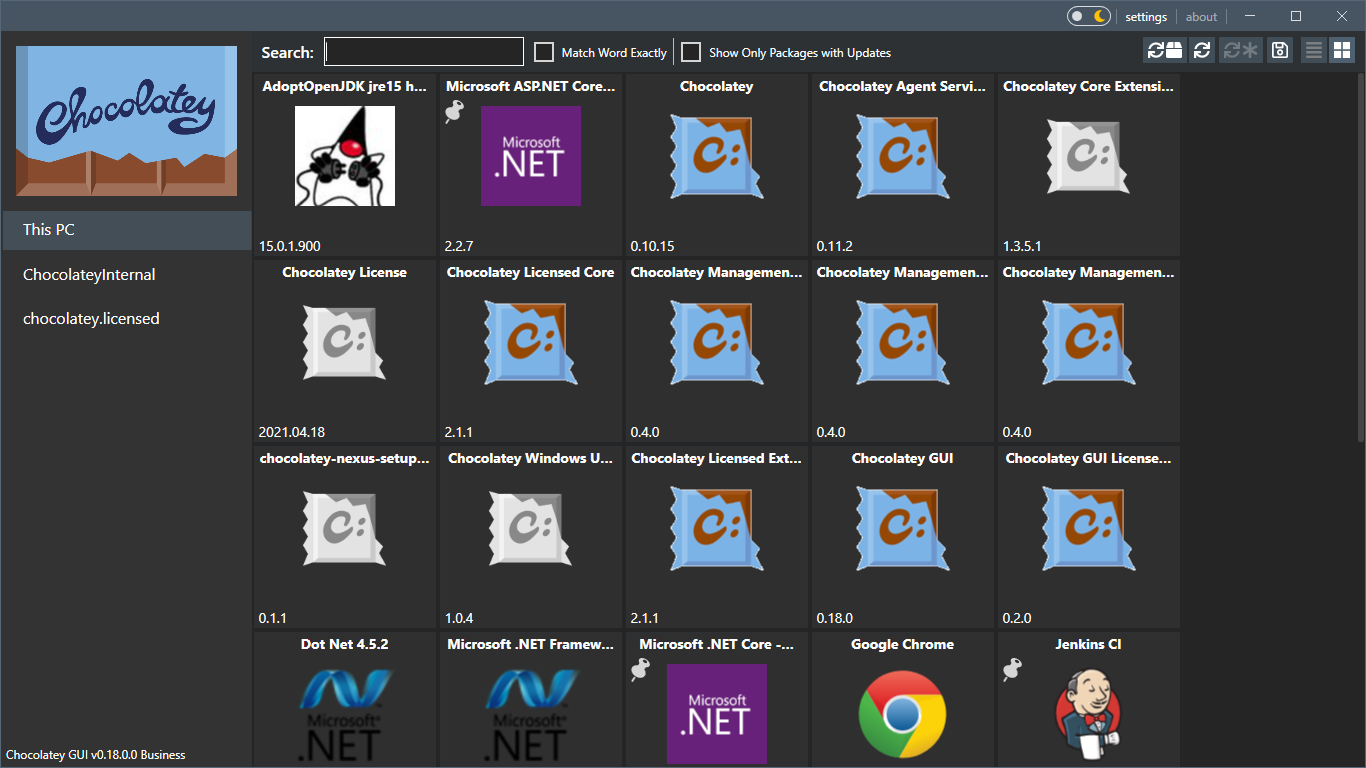 settings
about
Chocolatey
Search:
Match Word Exactly
Show Only Packages with Updates
This PC
ChocolateyInternal
chocolatey.licensed
AdoptOpenJDK jre15 h...
15.0.1.900
Microsoft ASP.NET Core...
Microsoft
.NET
2.2.7
Chocolatey
C:
0.10.15
Chocolatey Agent Servi...
C:
0.11.2
Chocolatey Core Extensi...
C:
1.3.5.1
Chocolatey License
C:
2021.04.18
Chocolatey Licensed Core
C:
2.1.1
Chocolatey Managemen...
C:
0.4.0
Chocolatey Managemen...
C:
0.4.0
Chocolatey Managemen...
C:
0.4.0
chocolatey-nexus-setup...
C:
0.1.1
Chocolatey Windows U...
C:
1.0.4
Chocolatey Licensed Ext...
C:
2.1.1
Chocolatey GUI
C:
0.18.0
Chocolatey GUI License...
C:
0.2.0
Dot Net 4.5.2
Microsoft®
.NET
Microsoft .NET Framew...
Microsoft®
.NET
Microsoft .NET Core -...
Microsoft
.NET
Google Chrome
Jenkins CI
Chocolatey GUI v0.18.0.0 Business